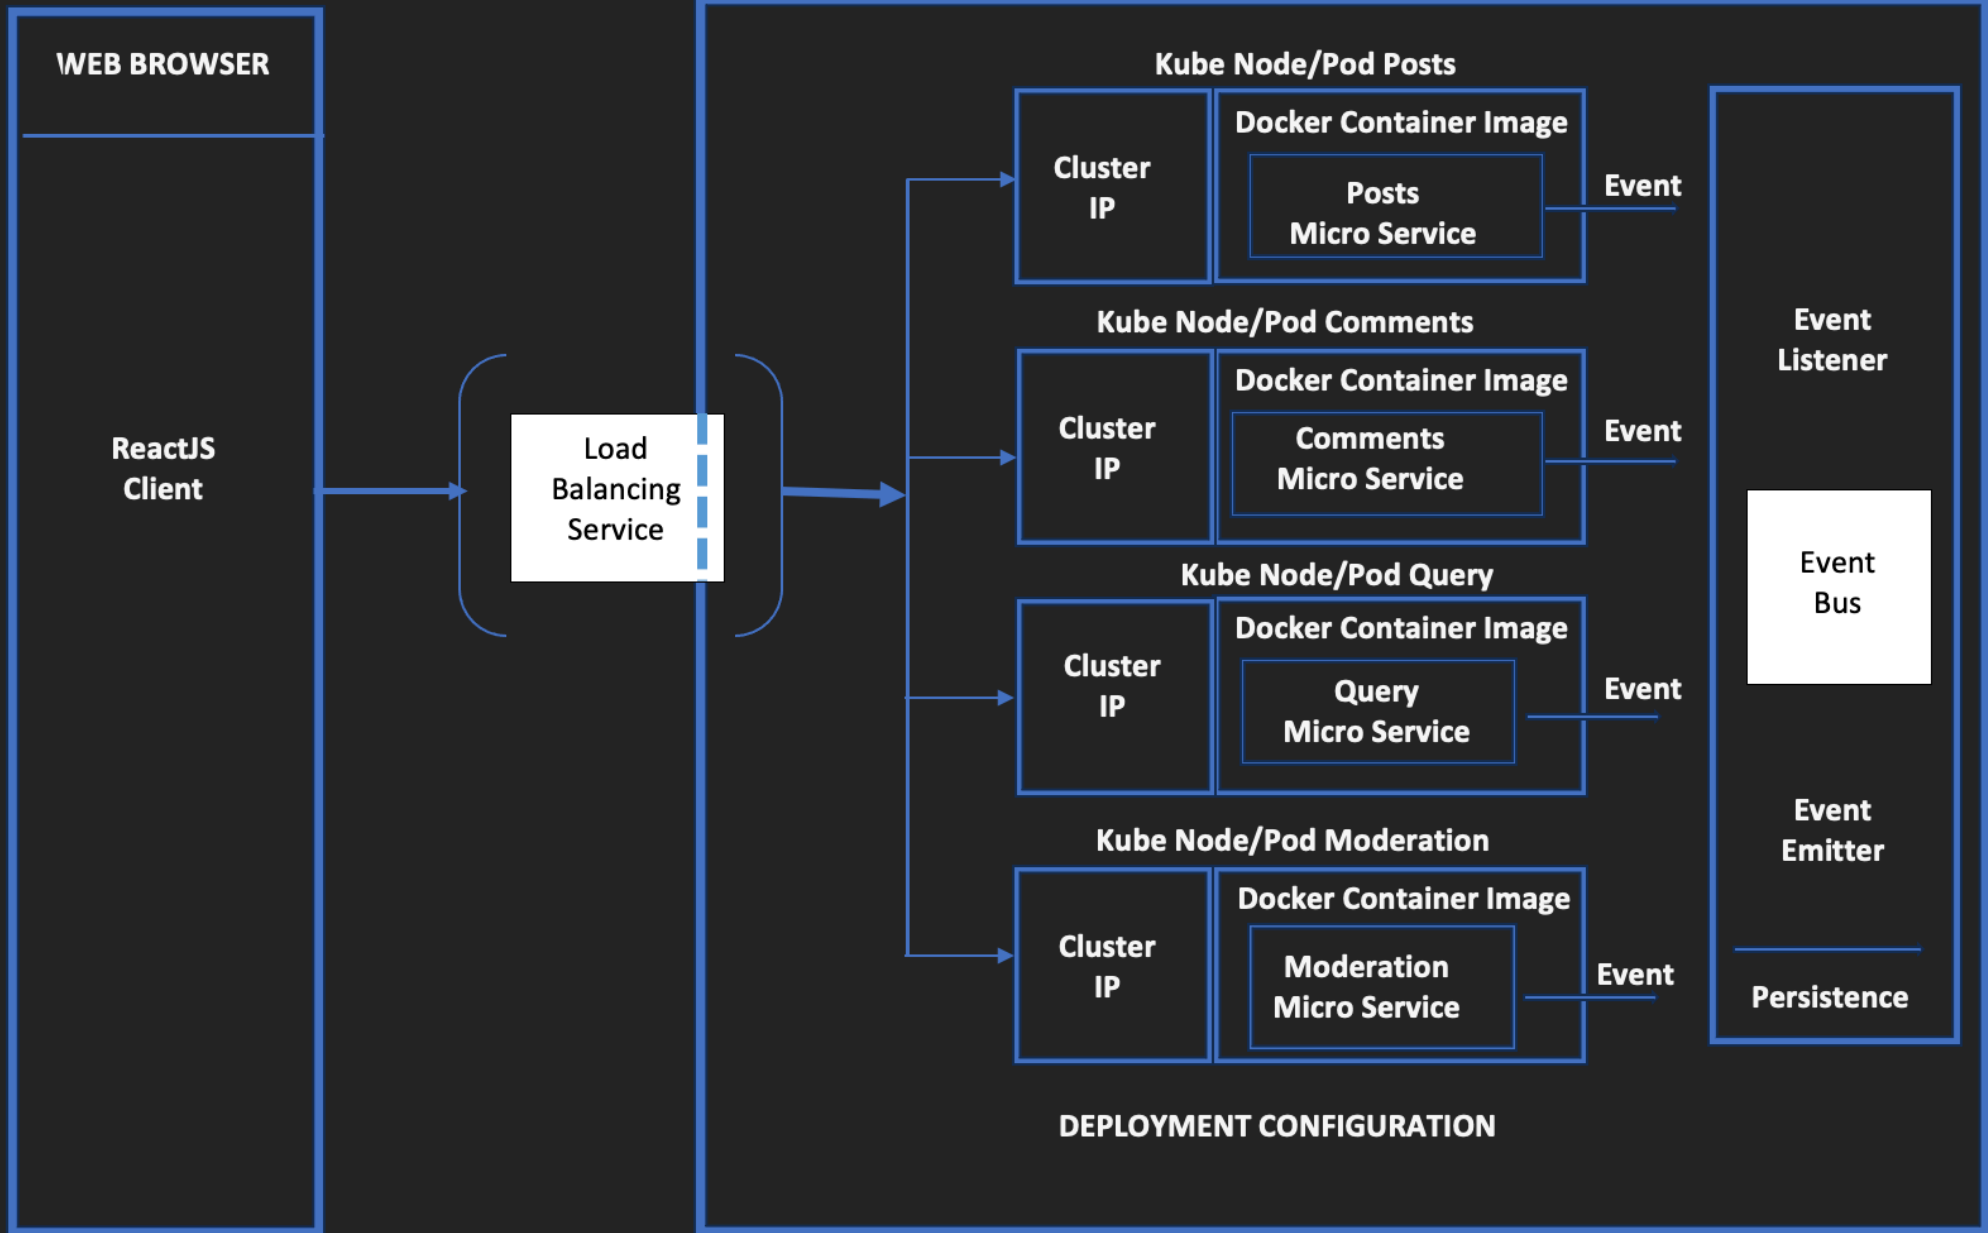 WEB BROWSER
ReactJS
Client
Load
Balancing
Service
Kube Node/Pod Posts
Cluster
IP
Docker Container Image
Posts
Micro Service
Event
Kube Node/Pod Comments
Cluster
IP
Docker Container Image
Comments
Micro Service
Event
Kube Node/Pod Query
Cluster
IP
Docker Container Image
Query
Micro Service
Event
Kube Node/Pod Moderation
Cluster
IP
Docker Container Image
Moderation
Micro Service
Event
Event
Listener
Event
Bus
Event
Emitter
Persistence
DEPLOYMENT CONFIGURATION